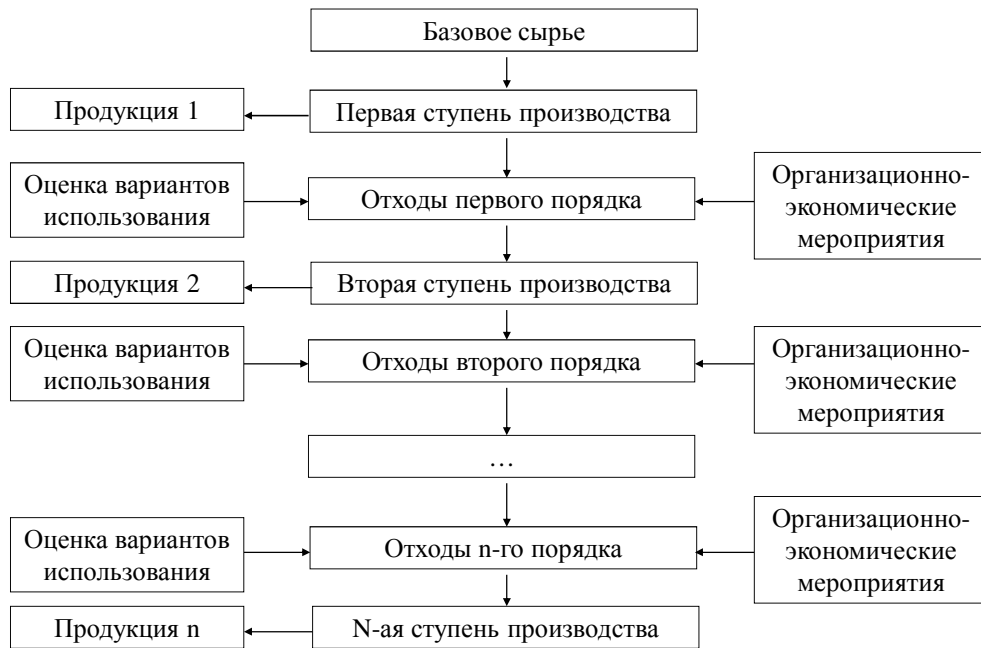 Базовое сырье
Продукция 1
Первая ступень производства
Оценка вариантов
использования
Отходы первого порядка
Организационно-
экономические
мероприятия
Продукция 2
Вторая ступень производства
Оценка вариантов
использования
Отходы второго порядка
Организационно-
экономические
мероприятия
…
Оценка вариантов
использования
Отходы n-го порядка
Организационно-
экономические
мероприятия
Продукция n
N-ая ступень производства